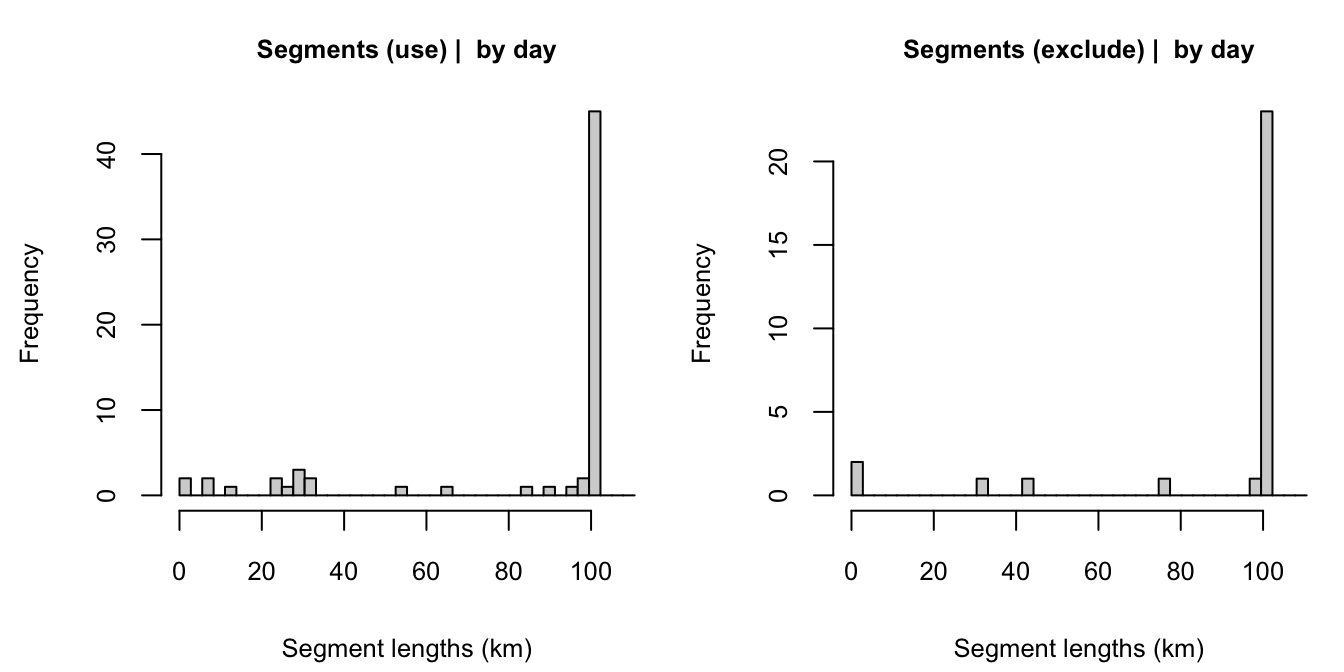 Segments (use) |  by day
Frequency
40
30
20
10
0
0 20 40 60 80 100
Segment lengths (km)
Segments (exclude) |  by day
Frequency
20
15
10
5
0
0 20 40 60 80 100
Segment lengths (km)